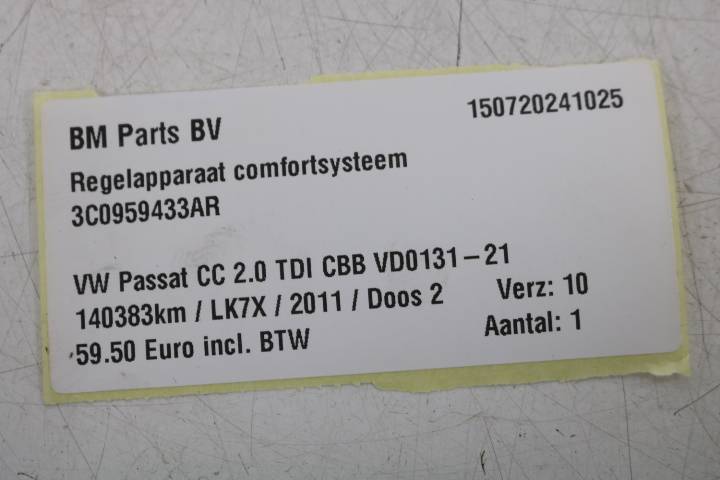 BM Parts BV 150720241025
Regelapparaat comfortsysteem
3C0959433AR
VW Passat CC 2.0 TDI CBB VD0131-21
140383km / LK7X / 2011 / Doos 2 Verz: 10
59.50 Euro incl. BTW Aantal: 1